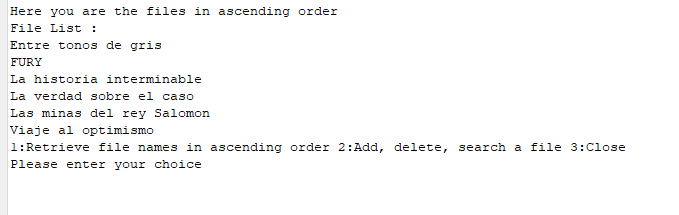 Here you are the files in ascending order
File List :
Entre tonos de gris
FURY
La historia interminable
La verdad sobre el caso
Las minas del rey Salomon
Viaje al optimismo
1:Retrieve file names in ascending order 2:Add, delete, search a file 3:Close
Please enter your choice